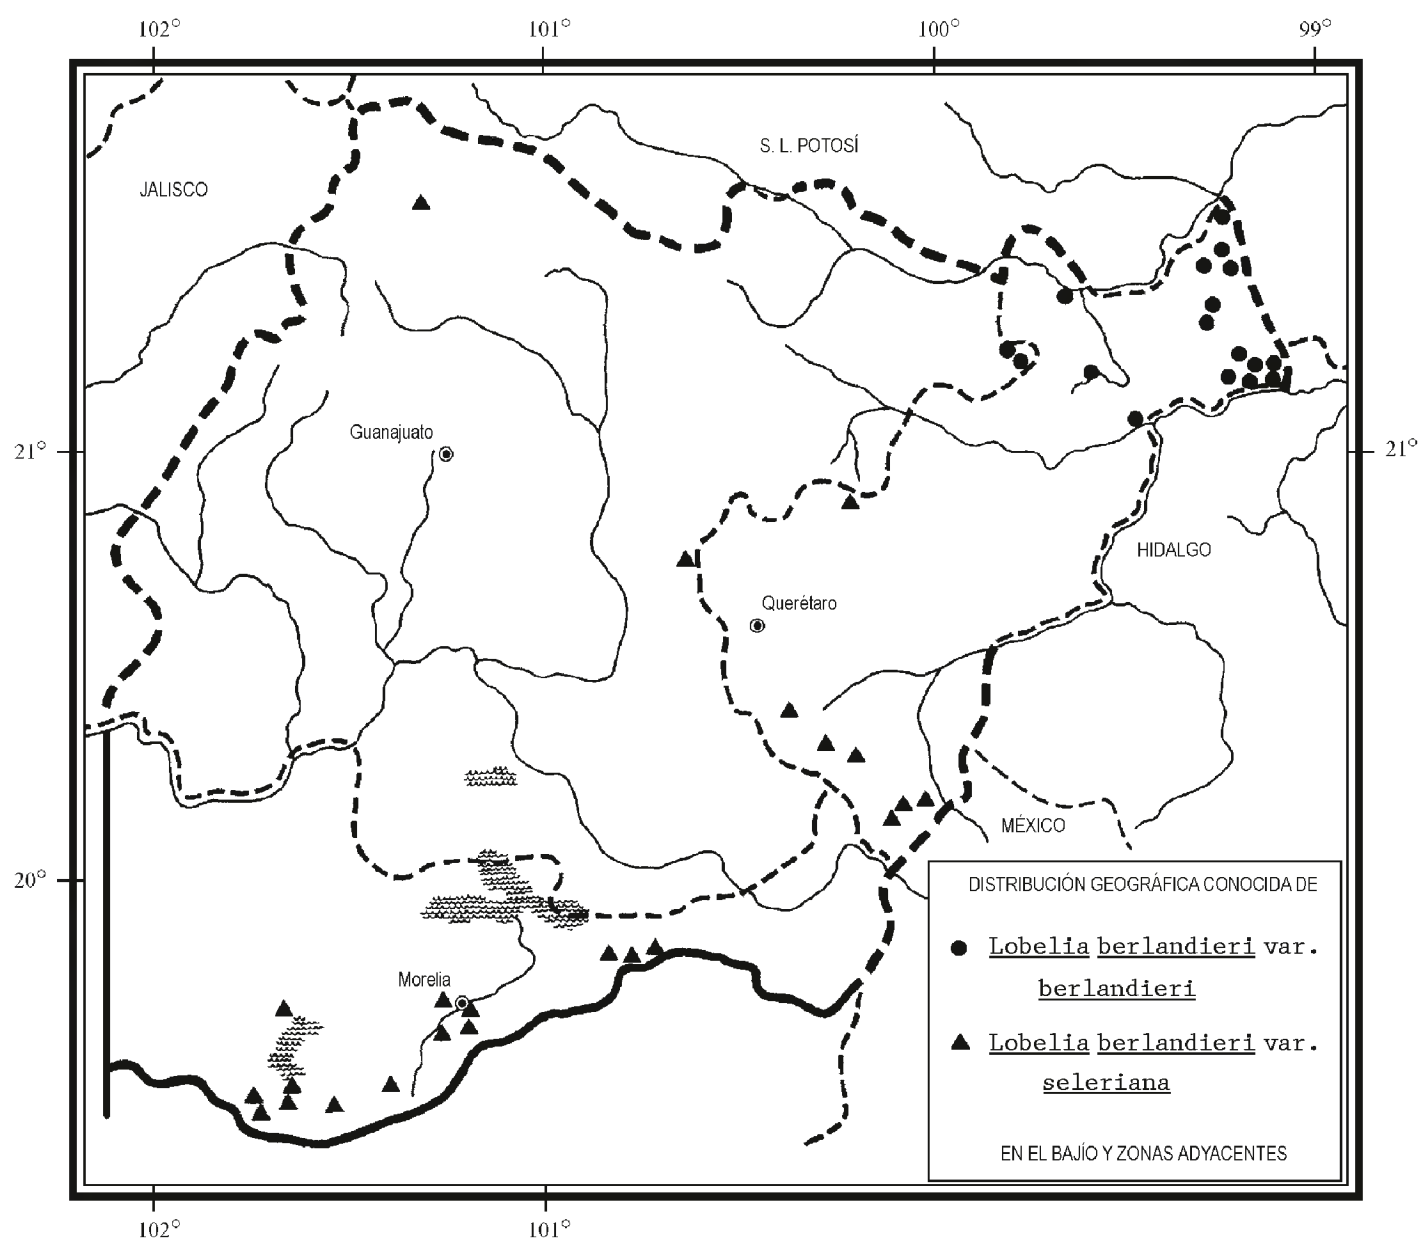 102° 101° 100° 99°
S. L. POTOSÍ
JALISCO
Guanajuato
21° 21°
HIDALGO
Querétaro
MÉXICO
20°
DISTRIBUCIÓN GEOGRÁFICA CONOCIDA DE
Lobelia berlandieri var.
berlandieri
Morelia
Lobelia berlandieri var.
seleriana
EN EL BAJÍO Y ZONAS ADYACENTES
102° 101°